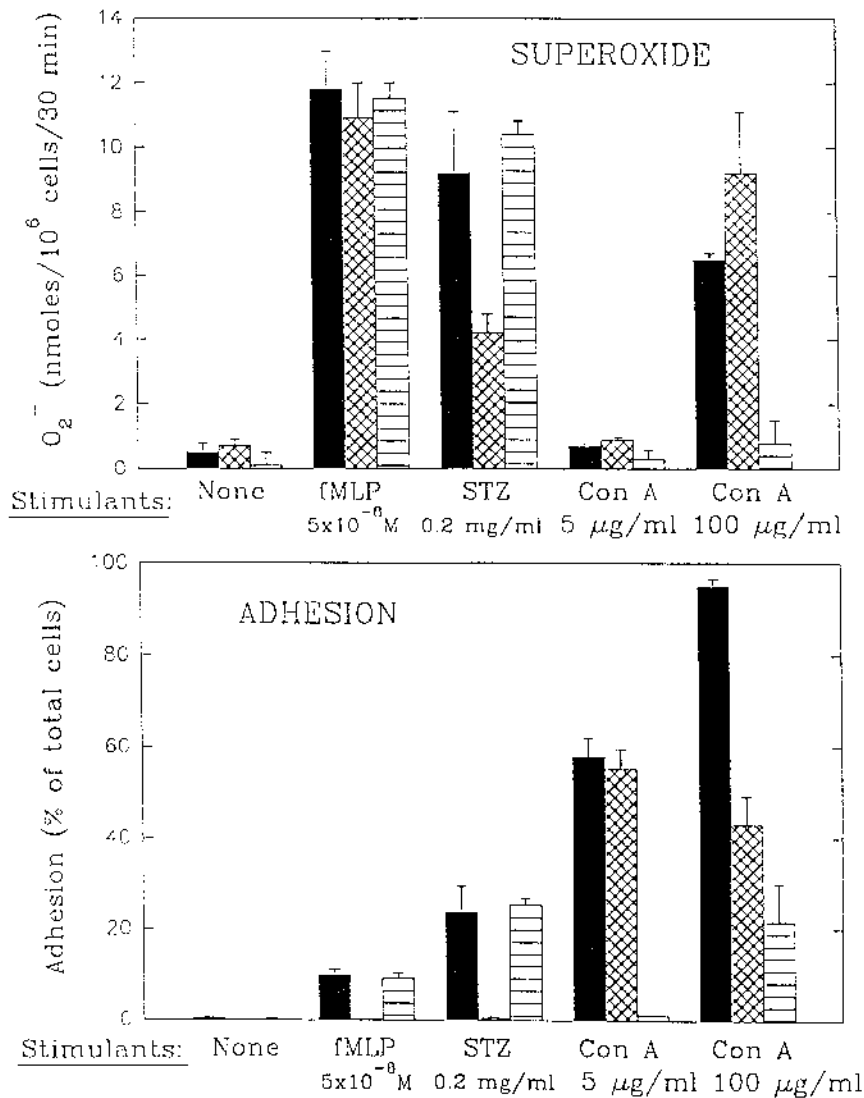 14
SUPEROXIDE
12
10
8
6
4
2
0
O2-- (nmoles/10^6 cells/30 min)
None fMLP STZ Con A Con A
Stimulants:
5x10^-6M 0.2 mg/ml 5 µg/ml 100 µg/ml
100
ADHESION
80
60
40
20
0
Adhesion (% of total cells)
Stimulants: None fMLP STZ Con A Con A
5x10^-6M 0.2 mg/ml 5 µg/ml 100 µg/ml